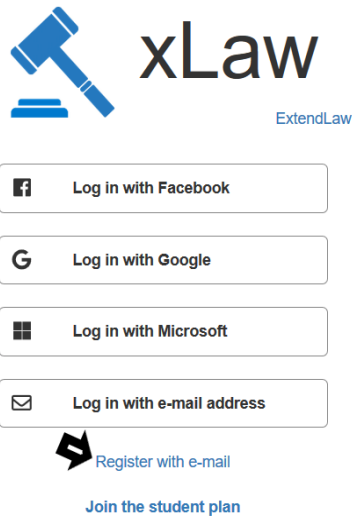 xLaw
ExtendLaw
Log in with Facebook
Log in with Google
Log in with Microsoft
Log in with e-mail address
Register with e-mail
Join the student plan